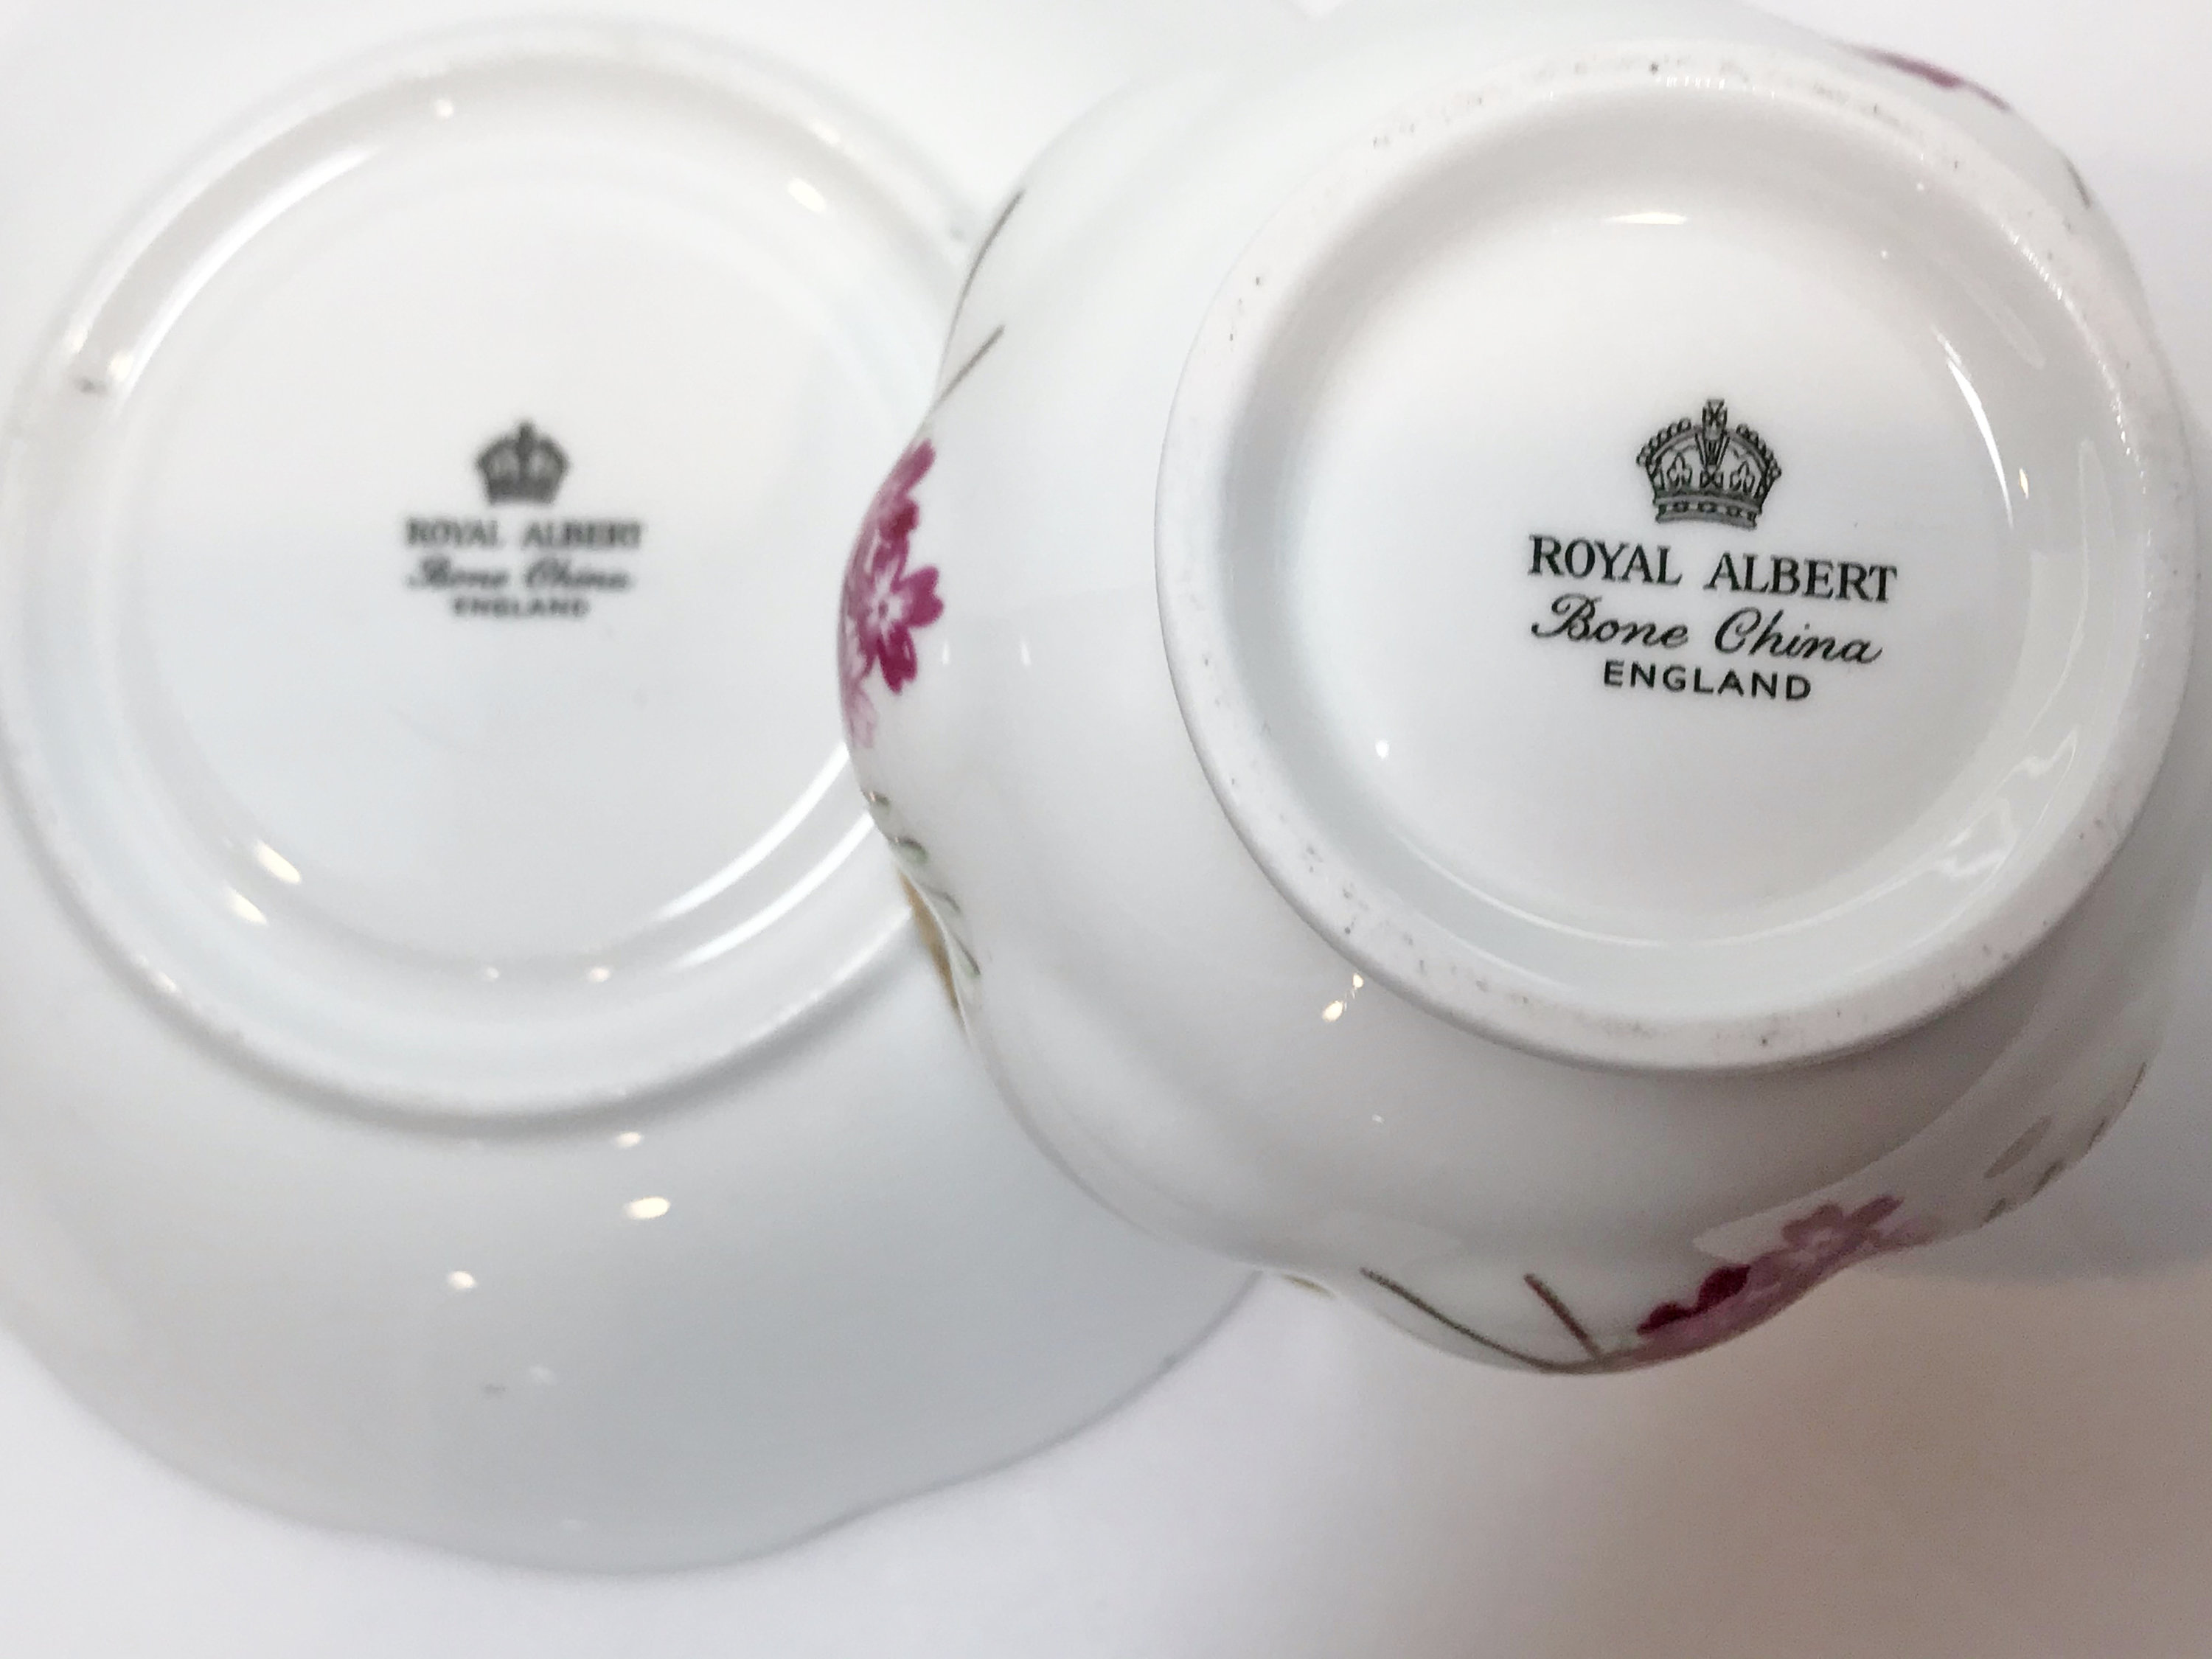 ROYAL ALBERT
Bone China
ENGLAND
ROYAL ALBERT
Bone China
ENGLAND